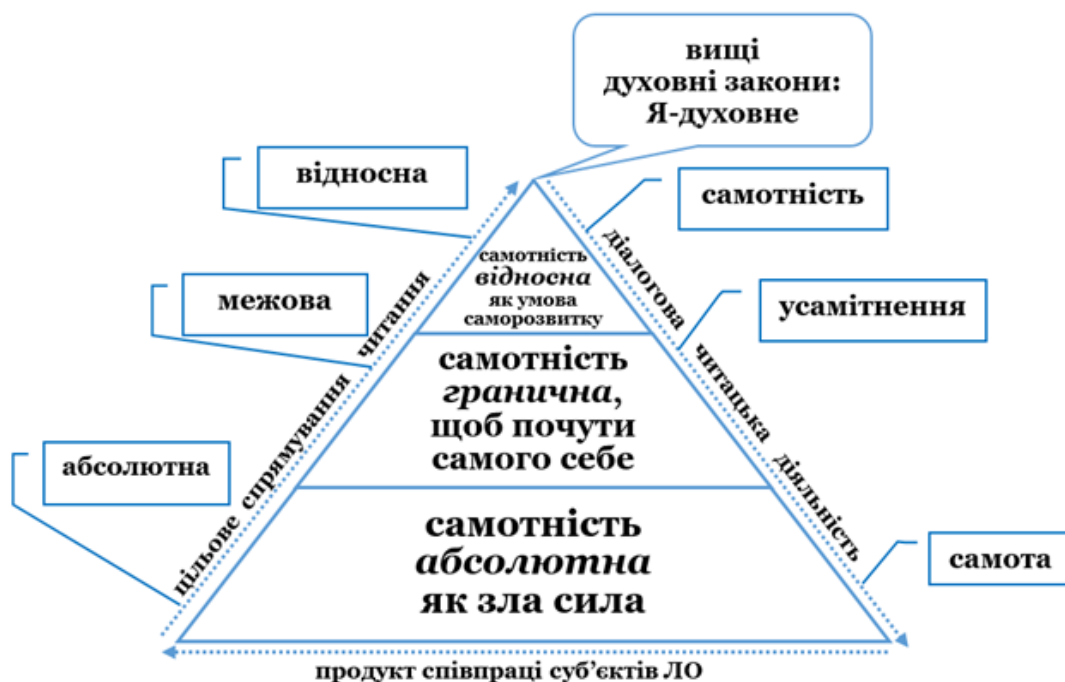 вищі
духовні закони:
Я-духовне
відносна
самотність
межова
усамітнення
абсолютна
самота
цільове спрямування читання
діалогова читацька діяльність
самотність
відносна
як умова
саморозвитку
самотність
гранична,
щоб почути
самого себе
самотність
абсолютна
як зла сила
продукт співпраці суб’єктів ЛО